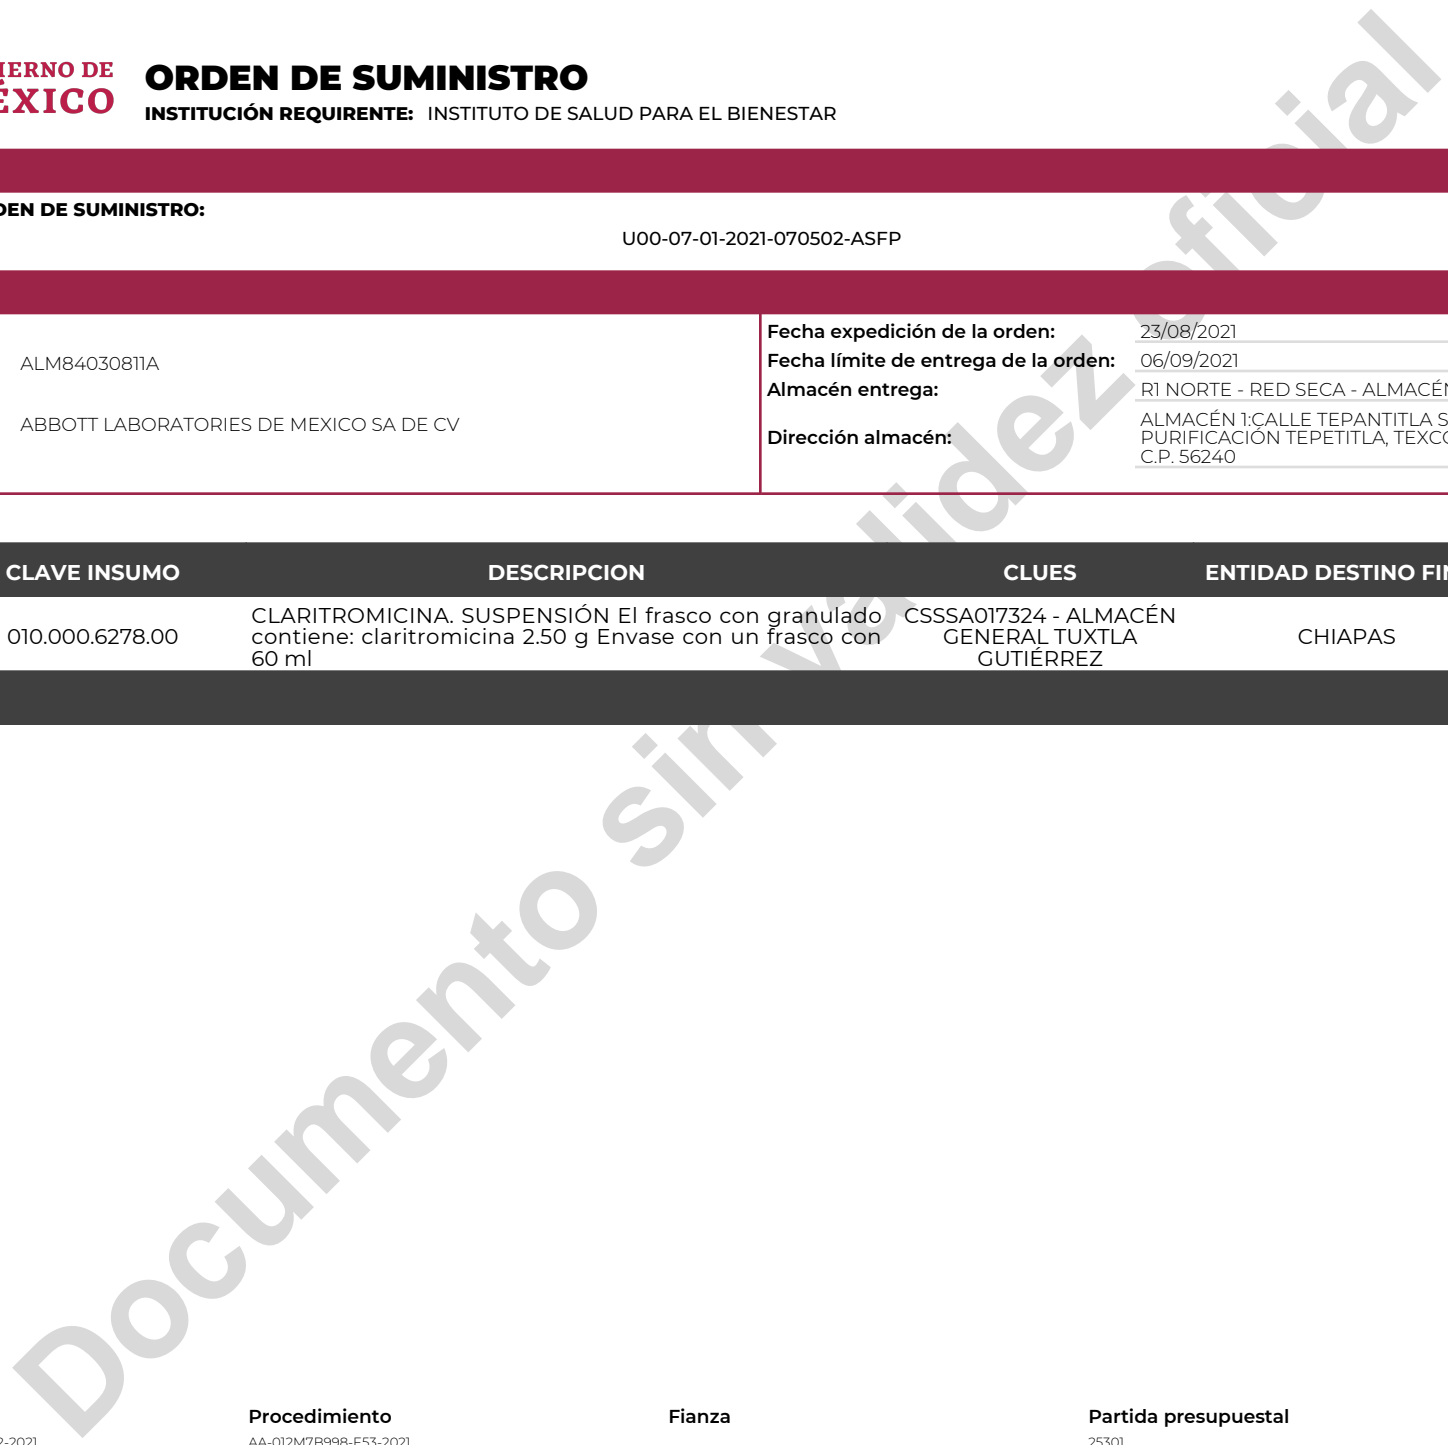 ORDEN DE SUMINISTRO
INSTITUCIÓN REQUIRENTE: INSTITUTO DE SALUD PARA EL BIENESTAR
DE SUMINISTRO:
U00-07-01-2021-070502-ASFP
ALM84030811A
ABBOTT LABORATORIES DE MEXICO SA DE CV
Fecha expedición de la orden: 23/08/2021
Fecha límite de entrega de la orden: 06/09/2021
Almacén entrega: R1 NORTE - RED SECA - ALMACÉN
Dirección almacén: ALMACÉN 1:CALLE TEPANTITLA S
PURIFICACIÓN TEPETITLA, TEXCO
C.P. 56240
CLAVE INSUMO DESCRIPCION CLUES ENTIDAD DESTINO FIN
010.000.6278.00
CLARITROMICINA. SUSPENSIÓN El frasco con granulado
contiene: claritromicina 2.50 g Envase con un frasco con
60 ml
CSSSA017324 - ALMACÉN
GENERAL TUXTLA
GUTIÉRREZ
CHIAPAS
Documento sin validez oficial
Procedimiento Fianza Partida presupuestal
2-2021 AA-012M7B998-E53-2021 25301
IERNO DE
ÉXICO